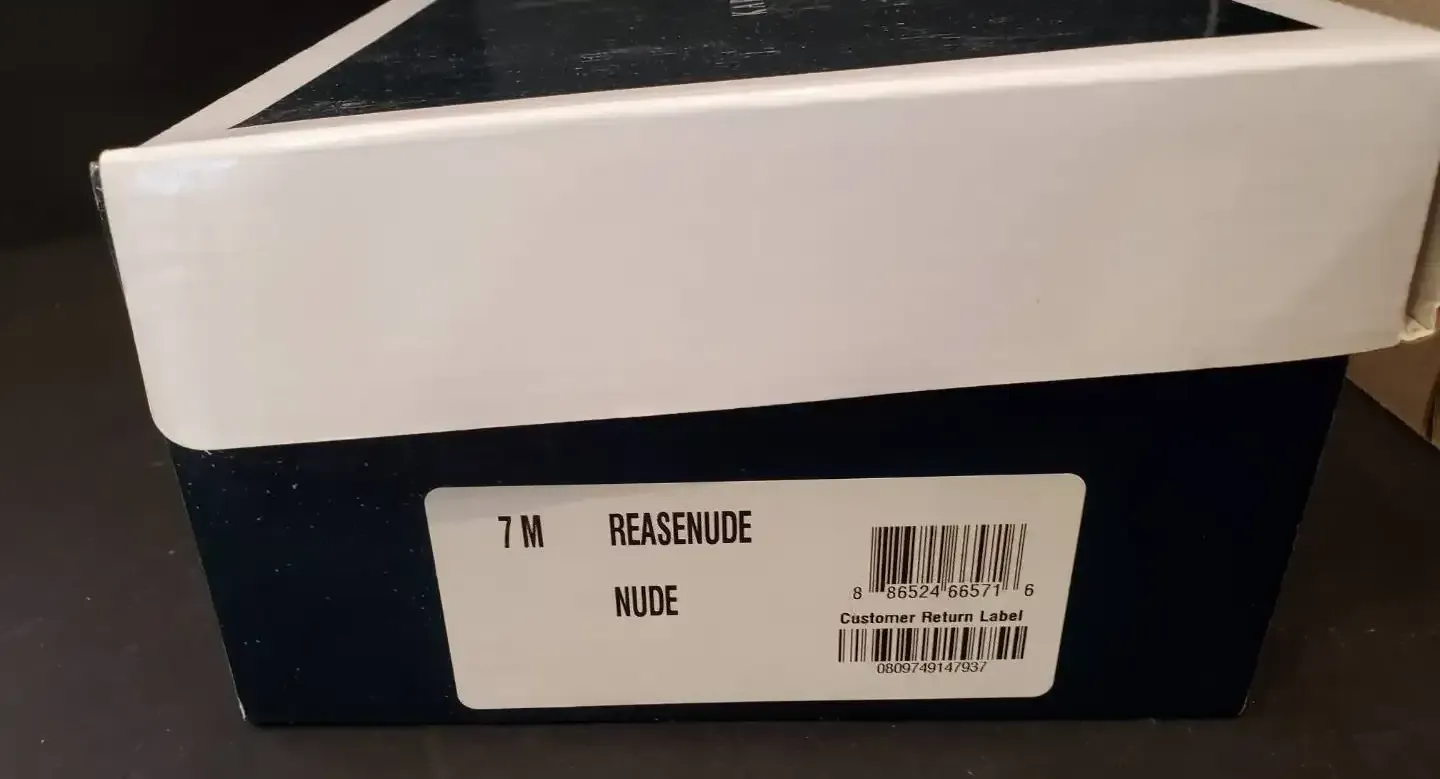 7 M REASENUDE
NUDE
8 86524 66571 6
Customer Return Label
0809749147937